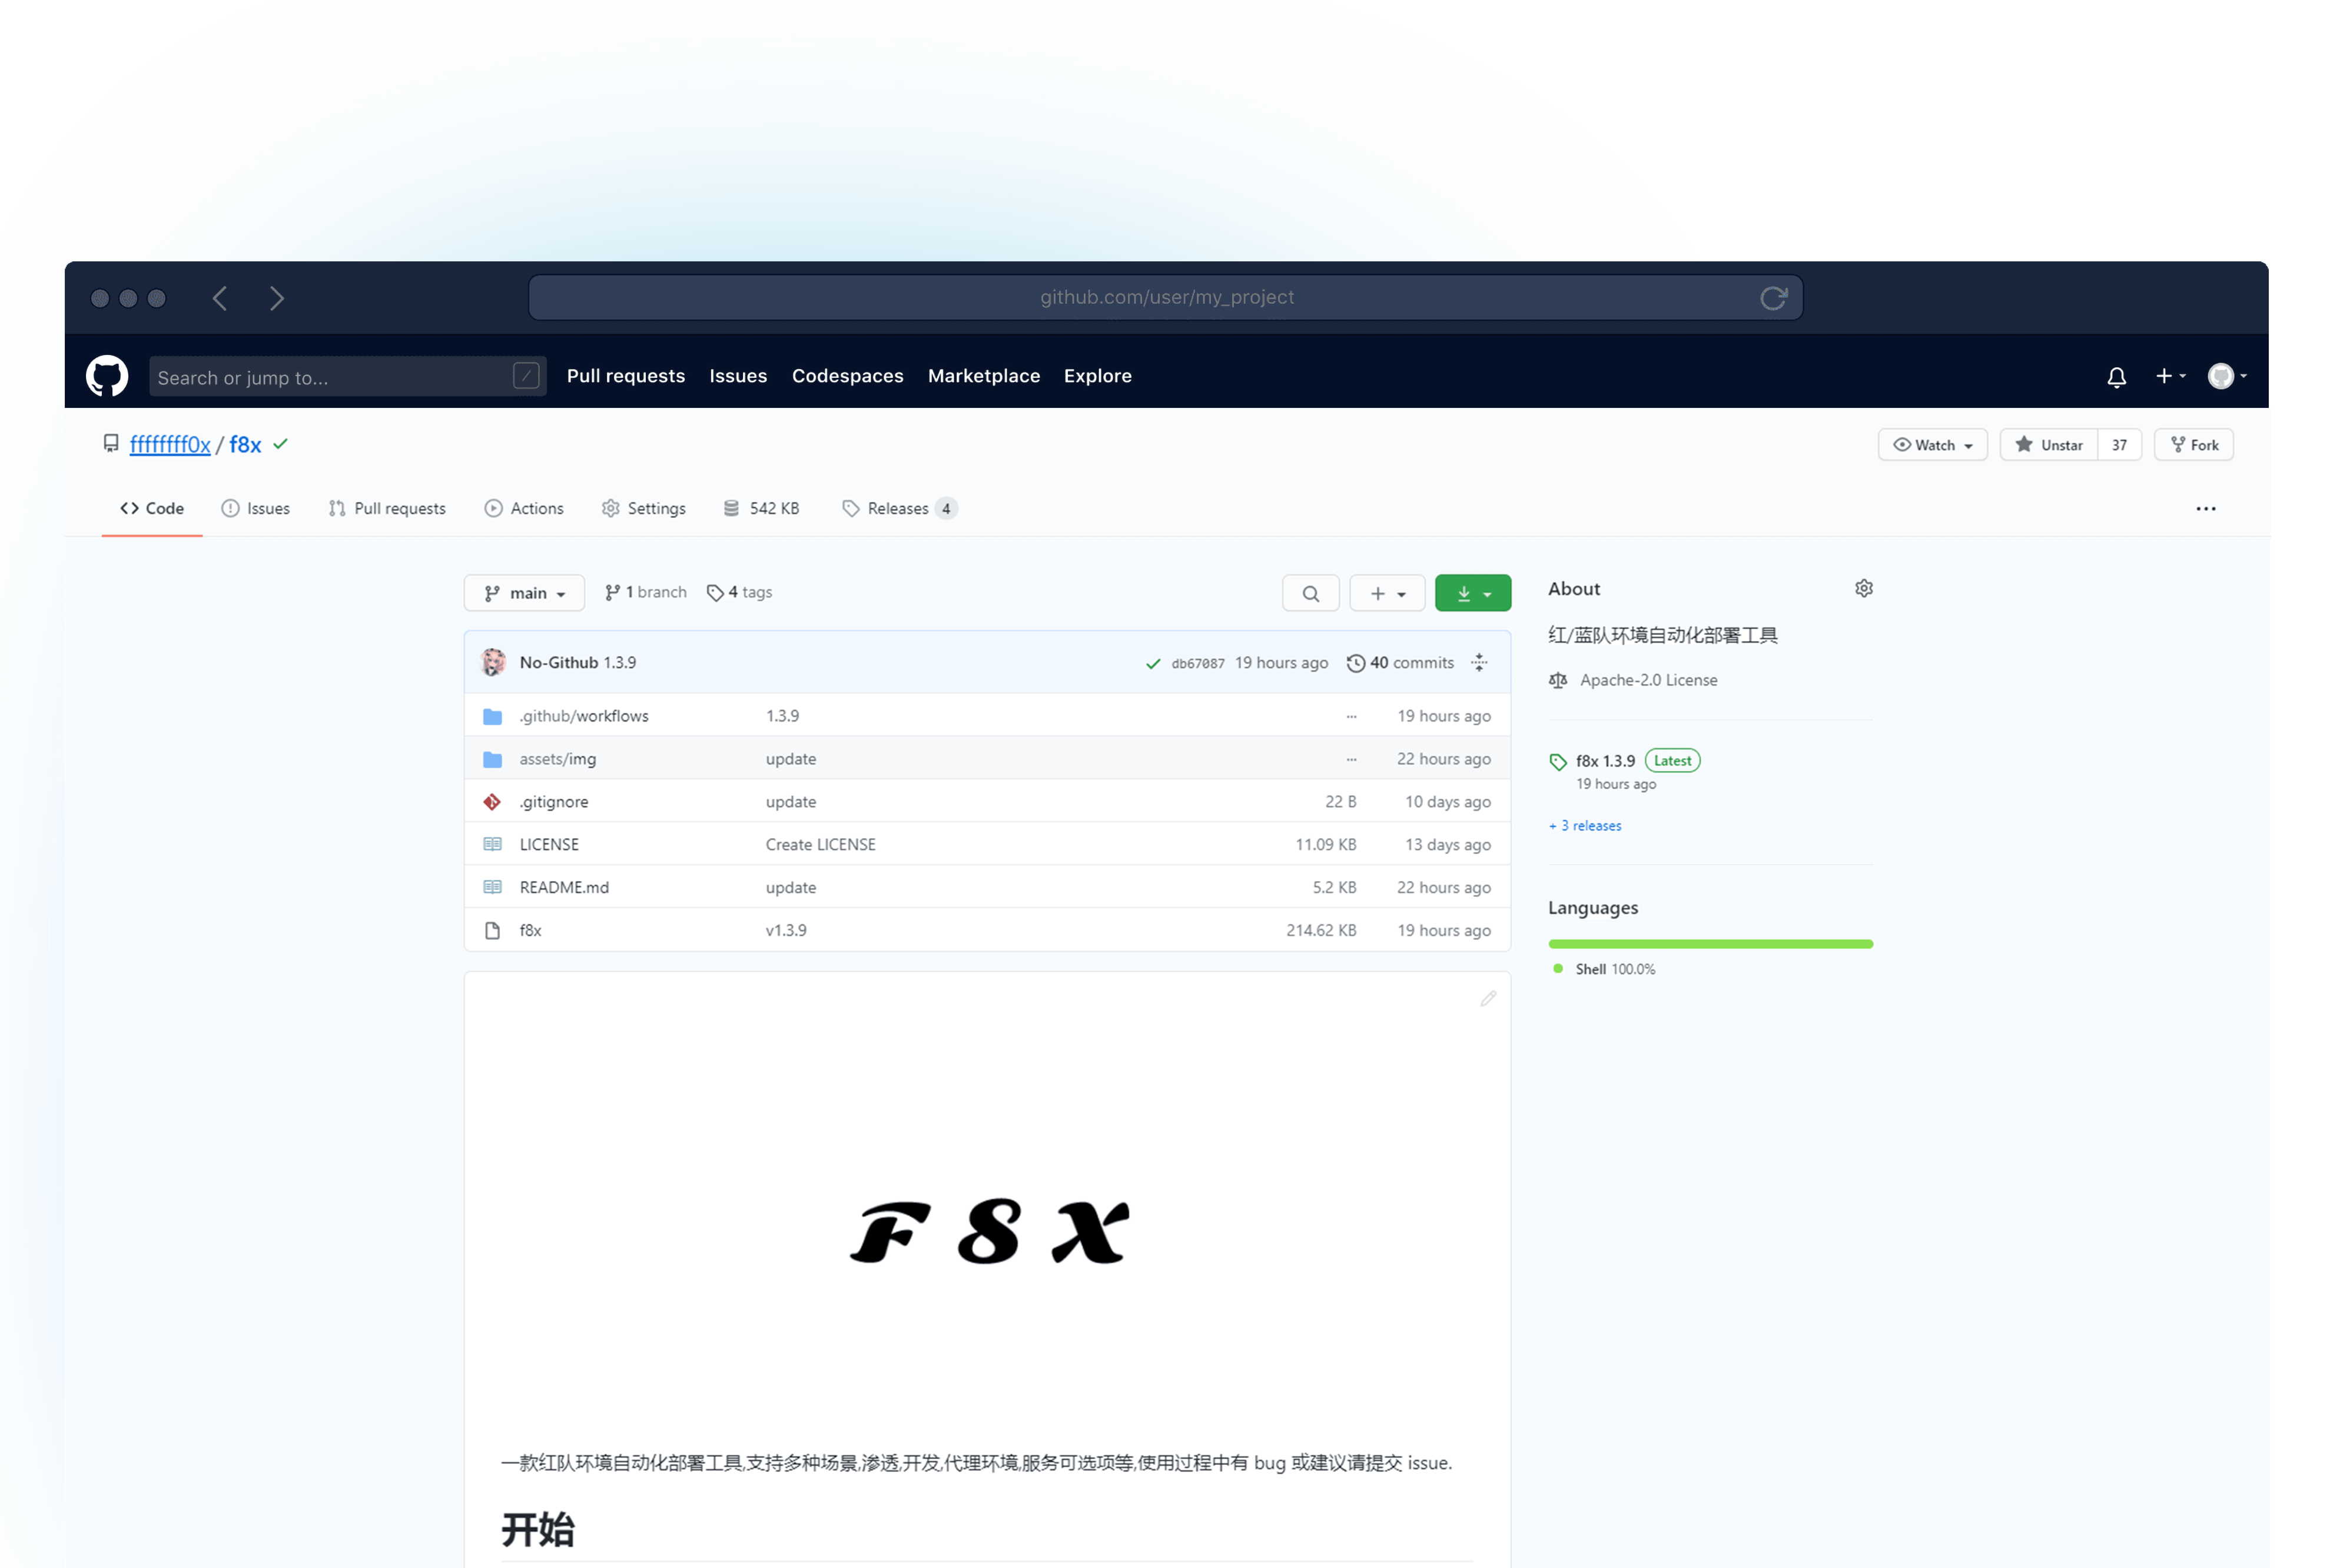 github.com/user/my_project
Search or jump to... /
Pull requests Issues Codespaces Marketplace Explore
ffffffff0x / f8x
Watch Unstar 37 Fork
Code Issues Pull requests Actions Settings 542 KB Releases 4
main 1 branch 4 tags
No-Github 1.3.9 db67087 19 hours ago 40 commits
.github/workflows 1.3.9 19 hours ago
assets/img update 22 hours ago
.gitignore update 22 B 10 days ago
LICENSE Create LICENSE 11.09 KB 13 days ago
README.md update 5.2 KB 22 hours ago
f8x v1.3.9 214.62 KB 19 hours ago
F8X
一款红队环境自动化部署工具,支持多种场景,渗透,开发,代理环境,服务可选项等,使用过程中有 bug 或建议请提交 issue.
开始
About
红/蓝队环境自动化部署工具
Apache-2.0 License
f8x 1.3.9 Latest
19 hours ago
+ 3 releases
Languages
Shell 100.0%